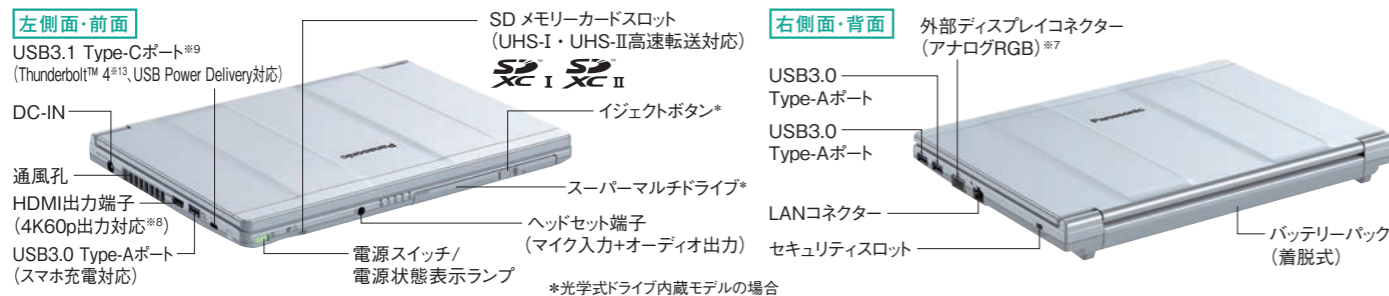 左側面・前面
USB3.1 Type-Cポート※9
(Thunderbolt™ 4※13、USB Power Delivery対応)
DC-IN
通風孔
HDMI出力端子
(4K60p出力対応※8)
USB3.0 Type-Aポート
(スマホ充電対応)
SD メモリーカードスロット
(UHS-I・UHS-II高速転送対応)
SD XC I SD XC II
イジェクトボタン*
スーパーマルチドライブ*
ヘッドセット端子
(マイク入力+オーディオ出力)
電源スイッチ/
電源状態表示ランプ
Panasonic
*光学式ドライブ内蔵モデルの場合
右側面・背面
外部ディスプレイコネクター
(アナログRGB)※7
USB3.0
Type-Aポート
USB3.0
Type-Aポート
LANコネクター
セキュリティスロット
Panasonic
バッテリーパック
(着脱式)